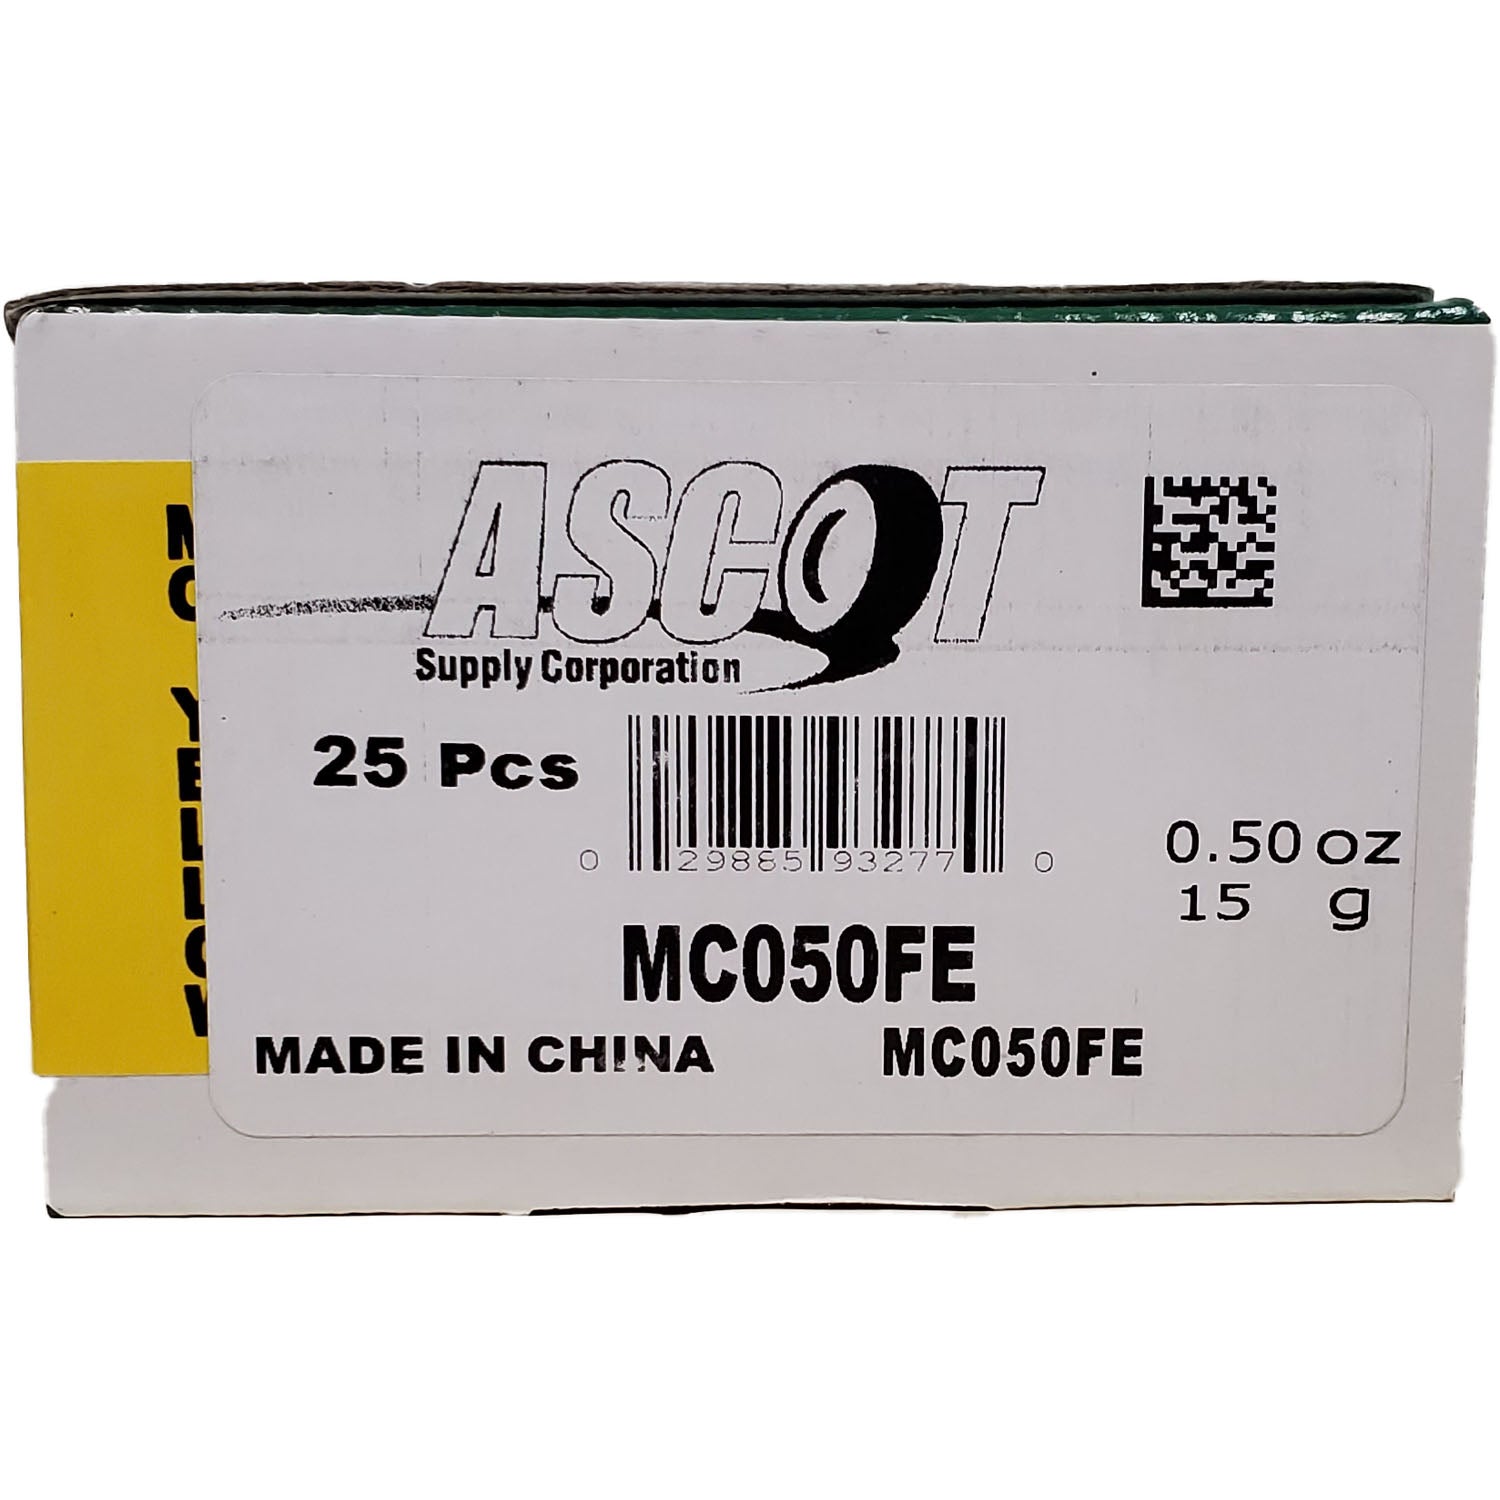 ASCOT
Supply Corporation
25 Pcs
0 29885 93277 0
0.50 oz
15 g
MC050FE
MADE IN CHINA
MC050FE